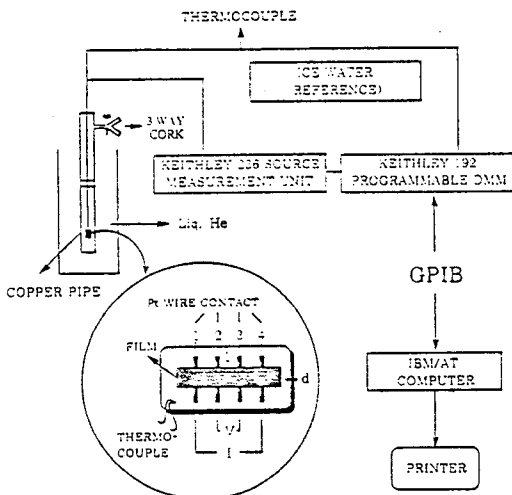 THERMOCOUPLE
ICE WATER
REFERENCE)
3 WAY
CORK
KEITHLEY 236 SOURCE
MEASUREMENT UNIT
KEITHLEY 192
PROGRAMMABLE DMM
Liq. He
COPPER PIPE
GPIB
Pt WIRE CONTACT
1 2 3 4
FILM
d
THERMO-
COUPLE
V
I
IBM/AT
COMPUTER
PRINTER